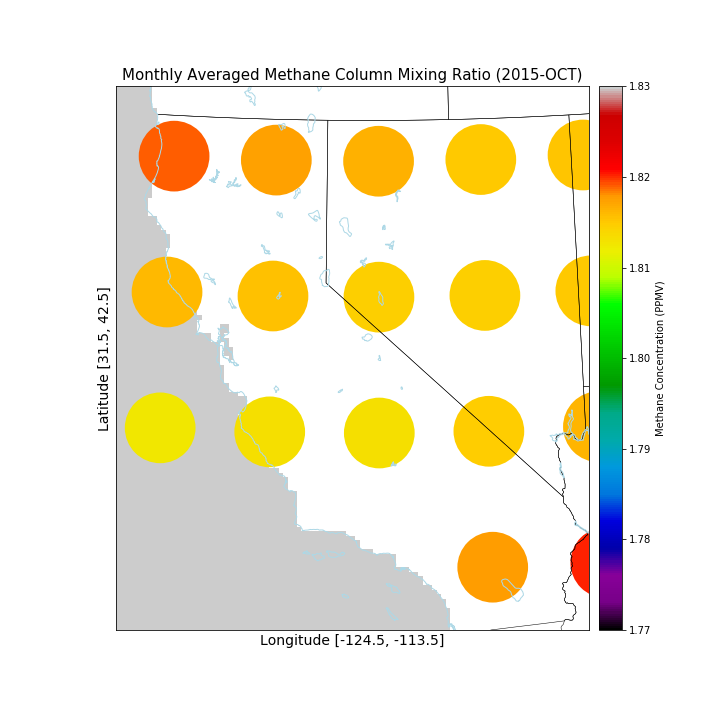 Monthly Averaged Methane Column Mixing Ratio (2015-OCT)
Latitude [31.5, 42.5]
Longitude [-124.5, -113.5]
1.83
1.82
1.81
1.80
1.79
1.78
1.77
Methane Concentration (PPMV)